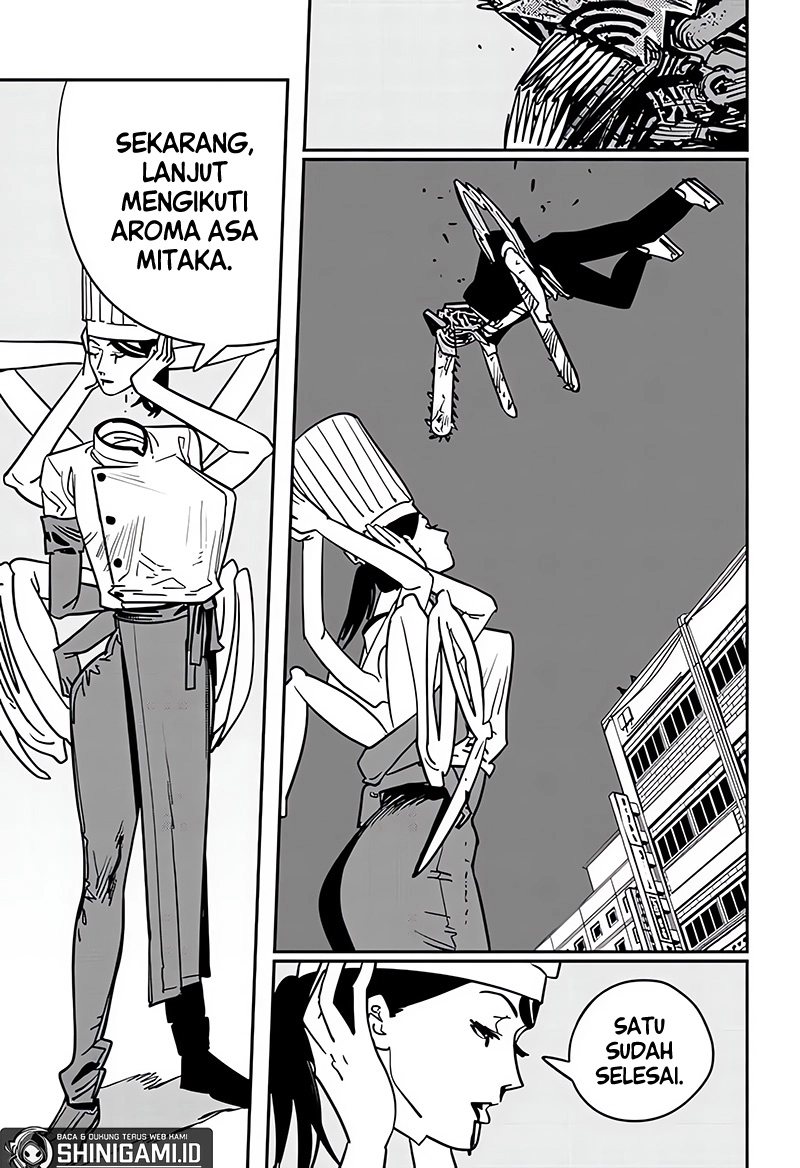 SATU
SUDAH
SELESAI.
SEKARANG,
LANJUT
MENGIKUTI
AROMA ASA
MITAKA.
BACA & DUKUNG TERUS WEB KAMI
SHINIGAMI.ID